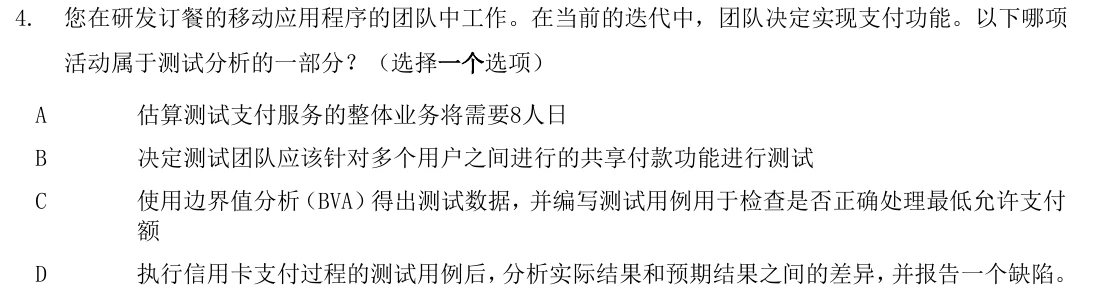 4. 您在研发订餐的移动应用程序的团队中工作。在当前的迭代中，团队决定实现支付功能。以下哪项
活动属于测试分析的一部分？（选择一个选项）
A 估算测试支付服务的整体业务将需要8人日
B 决定测试团队应该针对多个用户之间进行的共享付款功能进行测试
C 使用边界值分析（BVA）得出测试数据，并编写测试用例用于检查是否正确处理最低允许支付
额
D 执行信用卡支付过程的测试用例后，分析实际结果和预期结果之间的差异，并报告一个缺陷。